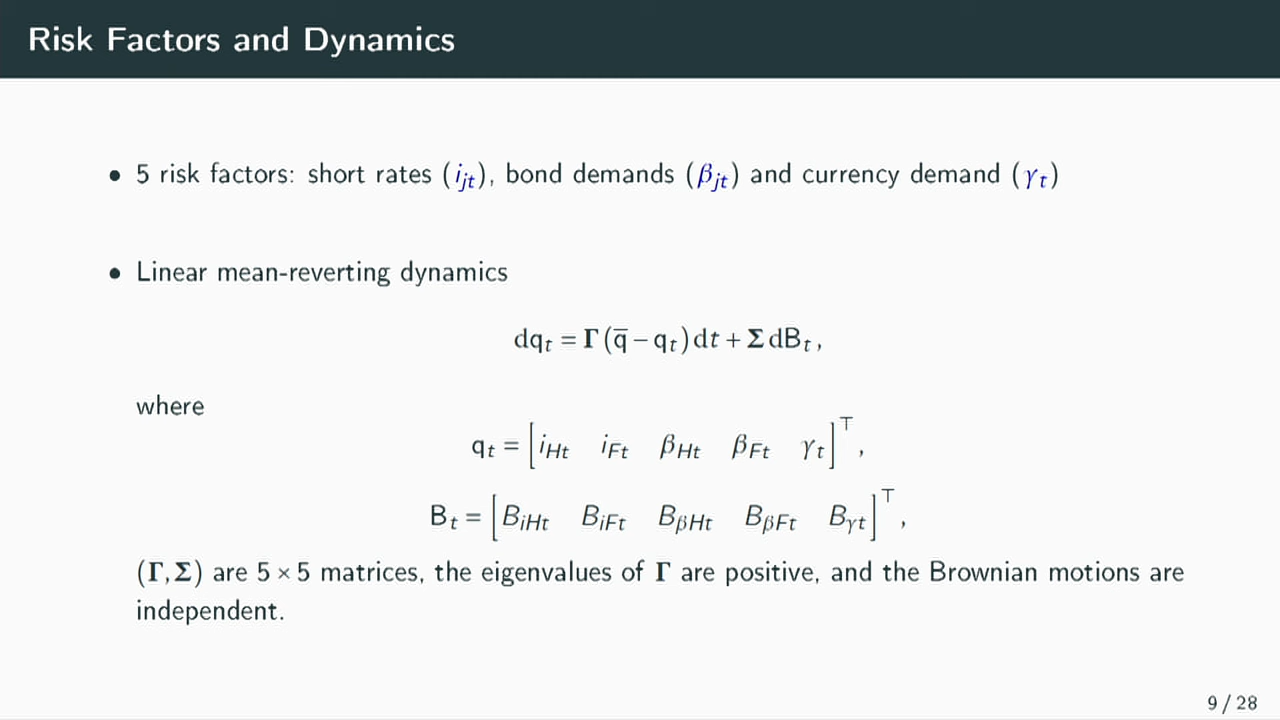 Risk Factors and Dynamics
• 5 risk factors: short rates (i_{jt}), bond demands (β_{jt}) and currency demand (γ_t)
• Linear mean-reverting dynamics
dq_t = Γ(q̅ − q_t)dt + ΣdB_t,
where
q_t = [i_{Ht} i_{Ft} β_{Ht} β_{Ft} γ_t]^⊤,
B_t = [B_{iHt} B_{iFt} B_{βHt} B_{βFt} B_{γt}]^⊤,
(Γ,Σ) are 5×5 matrices, the eigenvalues of Γ are positive, and the Brownian motions are
independent.
9 / 28